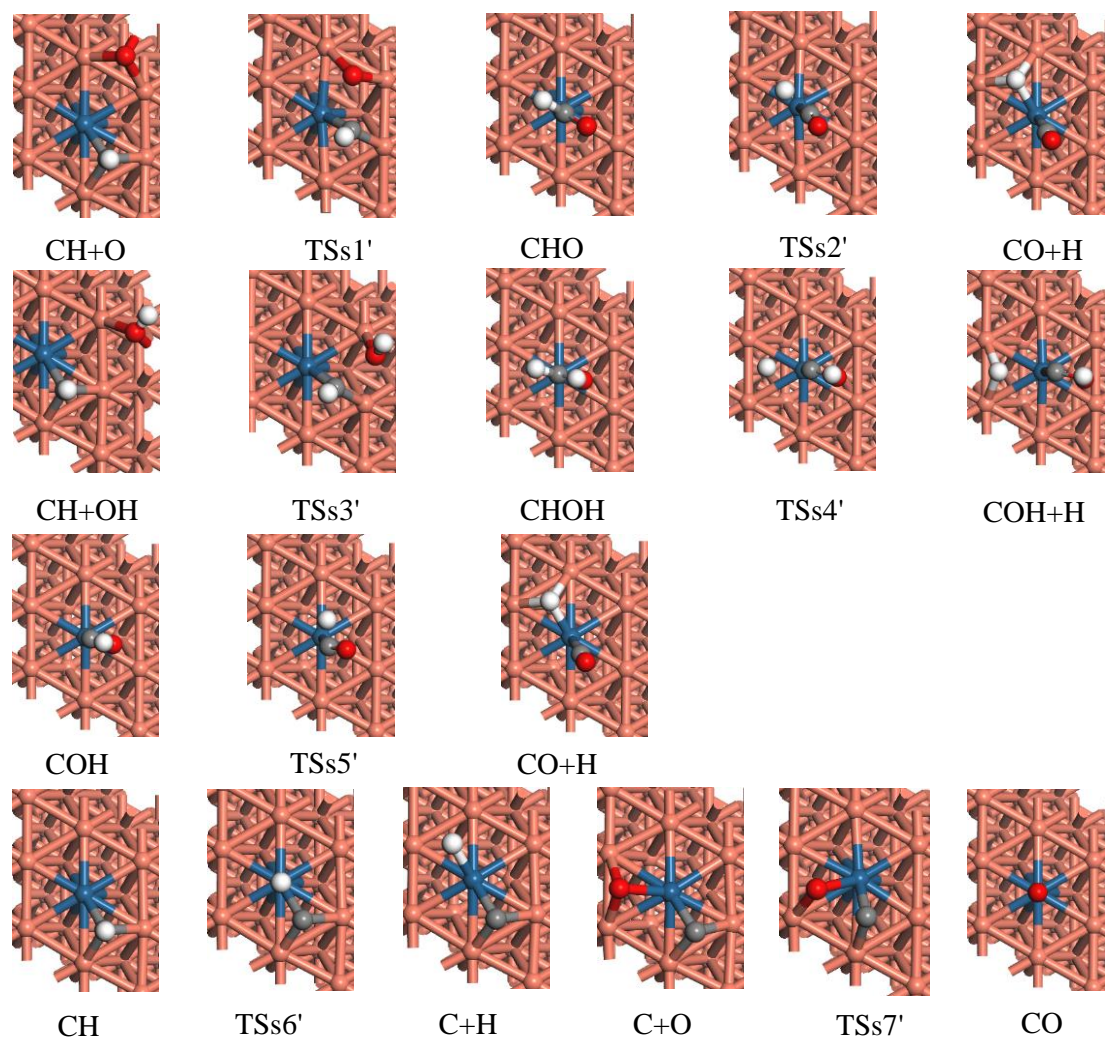 CH+O TSs1' CHO TSs2' CO+H
CH+OH TSs3' CHOH TSs4' COH+H
COH TSs5' CO+H
CH TSs6' C+H C+O TSs7' CO